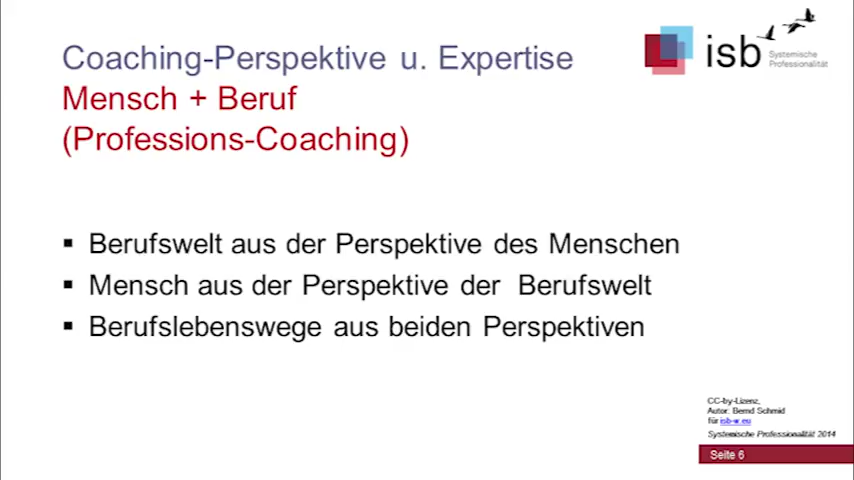 Coaching-Perspektive u. Expertise
Mensch + Beruf
(Professions-Coaching)
isb
Systemische
Professionalität
▪ Berufswelt aus der Perspektive des Menschen
▪ Mensch aus der Perspektive der Berufswelt
▪ Berufslebenswege aus beiden Perspektiven
CC-by-Lizenz,
Autor: Bernd Schmid
für isb-w.eu
Systemische Professionalität 2014
Seite 6